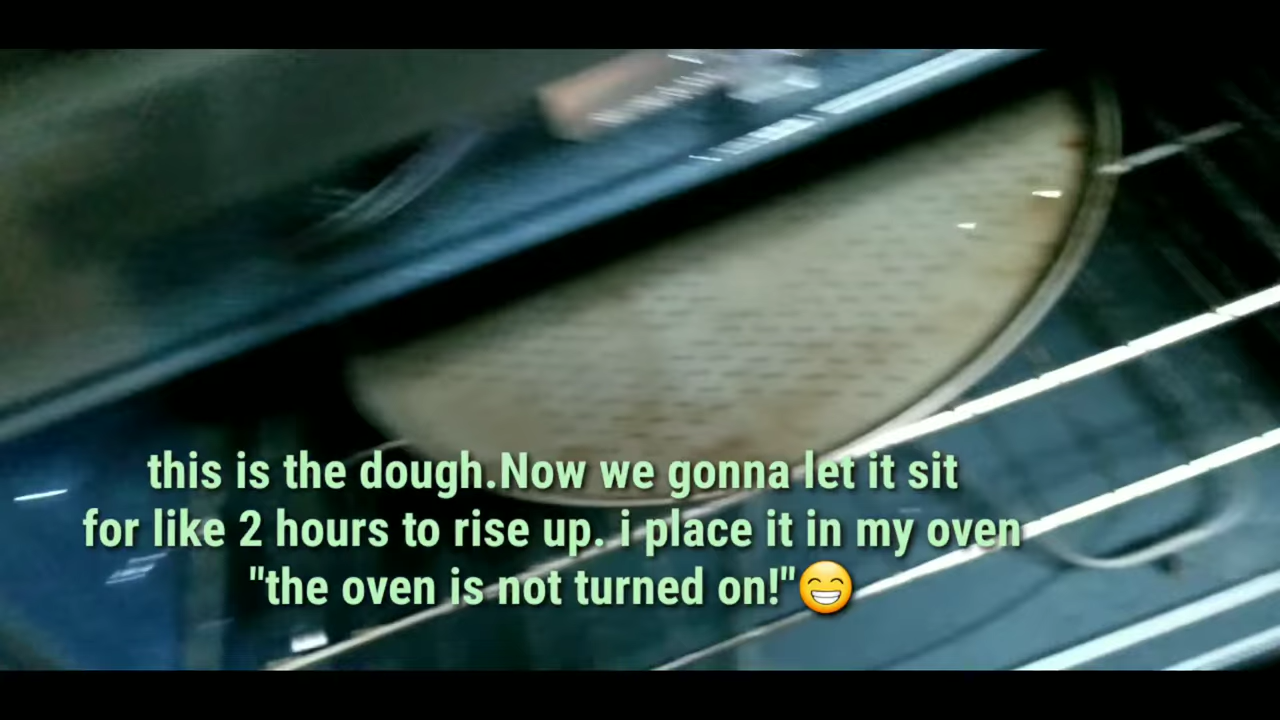 this is the dough.Now we gonna let it sit
for like 2 hours to rise up. i place it in my oven
"the oven is not turned on!"😁